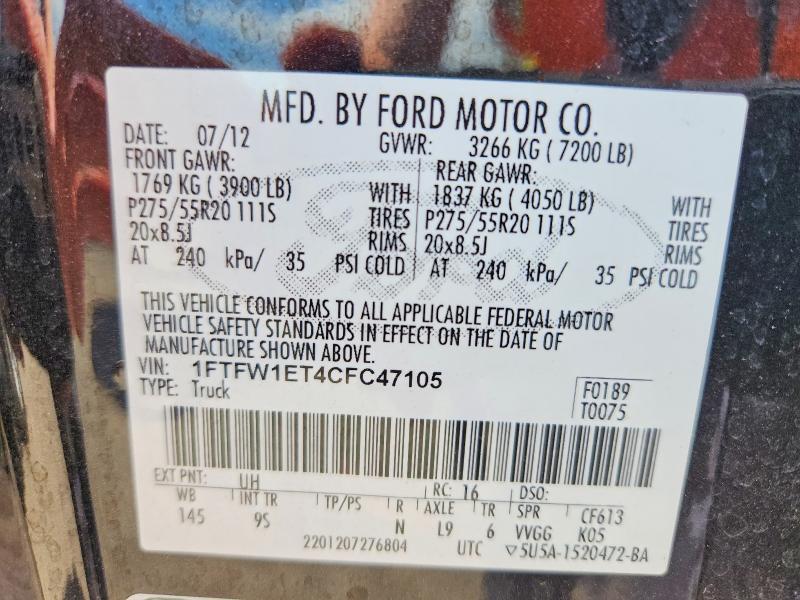 MFD. BY FORD MOTOR CO.
DATE: 07/12 GVWR: 3266 KG ( 7200 LB)
FRONT GAWR: REAR GAWR:
1769 KG ( 3900 LB) WITH 1837 KG ( 4050 LB) WITH
P275/55R20 111S TIRES P275/55R20 111S TIRES
20x8.5J RIMS 20x8.5J RIMS
AT 240 kPa/ 35 PSI COLD AT 240 kPa/ 35 PSI COLD
THIS VEHICLE CONFORMS TO ALL APPLICABLE FEDERAL MOTOR
VEHICLE SAFETY STANDARDS IN EFFECT ON THE DATE OF
MANUFACTURE SHOWN ABOVE.
VIN: 1FTFW1ET4CFC47105
TYPE: Truck
F0189
T0075
EXT PNT: UH RC: 16 DSO:
WB INT TR TP/PS R AXLE TR SPR CF613
145 9S N L9 6 VVGG K05
2201207276804 UTC ▽5U5A-1520472-BA